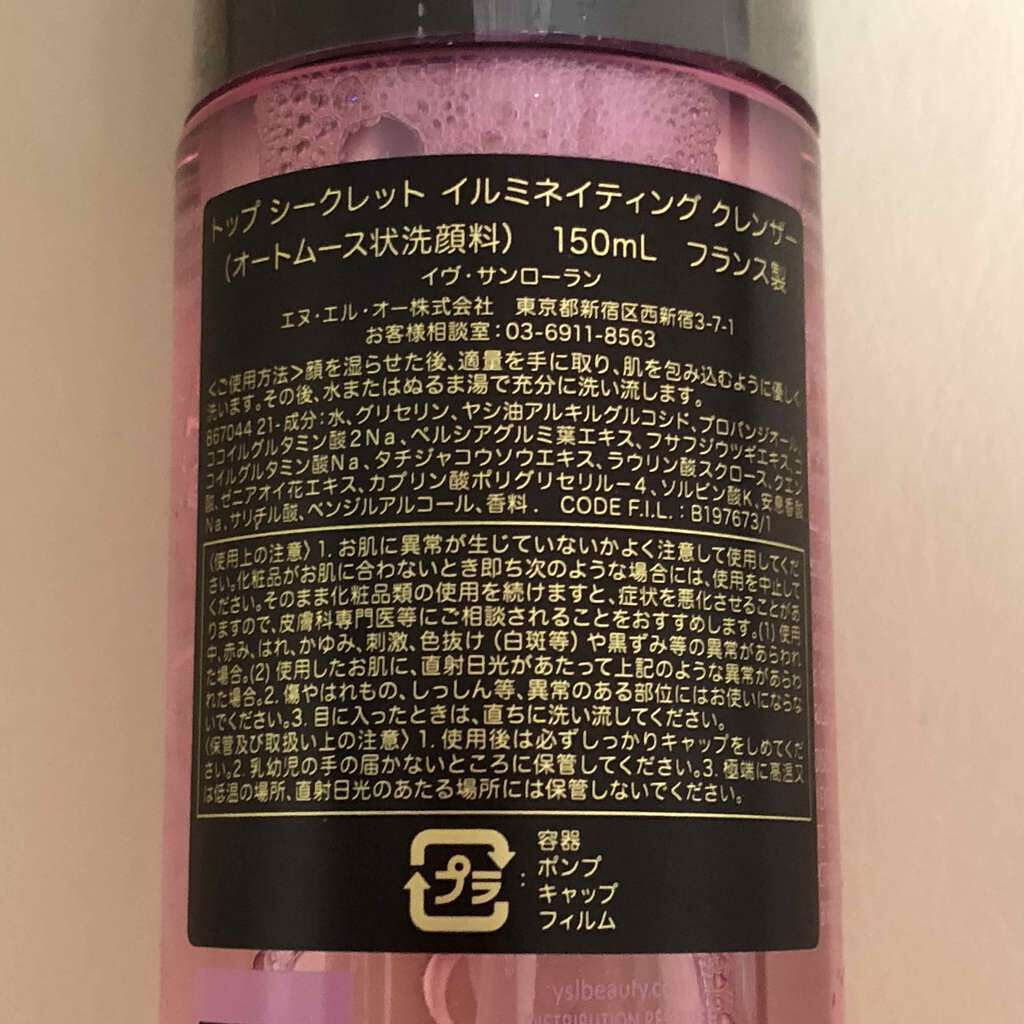 トップ シークレット イルミネイティング クレンザー
（オートムース状洗顔料） 150mL フランス製
イヴ・サンローラン
エヌ・エル・オー株式会社 東京都新宿区西新宿3-7-1
お客様相談室：03-6911-8563
〈ご使用方法〉顔を湿らせた後、適量を手に取り、肌を包み込むように優しく
洗います。その後、水またはぬるま湯で充分に洗い流します。
B67044 21- 成分：水、グリセリン、ヤシ油アルキルグルコシド、プロパンジオール、
ココイルグルタミン酸2Na、ペルシアグルミ葉エキス、フサフジウツギエキス、コ
コイルグルタミン酸Na、タチジャコウソウエキス、ラウリン酸スクロース、クエン
酸、ゼニアオイ花エキス、カプリン酸ポリグリセリル－4、ソルビン酸K、安息香酸
Na、サリチル酸、ベンジルアルコール、香料． CODE F.I.L.：B197673/1
〈使用上の注意〉1. お肌に異常が生じていないかよく注意して使用してくだ
さい。化粧品がお肌に合わないとき即ち次のような場合には、使用を中止して
ください。そのまま化粧品類の使用を続けますと、症状を悪化させることがあ
りますので、皮膚科専門医等にご相談されることをおすすめします。(1) 使用
中、赤み、はれ、かゆみ、刺激、色抜け（白斑等）や黒ずみ等の異常があらわれ
た場合。(2) 使用したお肌に、直射日光があたって上記のような異常があらわ
れた場合。2. 傷やはれもの、しっしん等、異常のある部位にはお使いにならな
いでください。3. 目に入ったときは、直ちに洗い流してください。
〈保管及び取扱い上の注意〉1. 使用後は必ずしっかりキャップをしめてくだ
さい。2. 乳幼児の手の届かないところに保管してください。3. 極端に高温又
は低温の場所、直射日光のあたる場所には保管しないでください。
プラ：
容器
ポンプ
キャップ
フィルム
yslbeauty.co
DISTRIBUTION